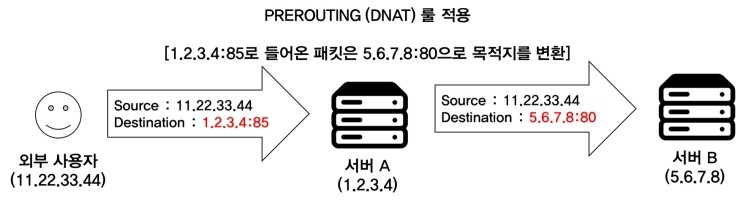 PREROUTING (DNAT) 룰 적용
[1.2.3.4:85로 들어온 패킷은 5.6.7.8:80으로 목적지를 변환]
Source : 11.22.33.44
Destination : 1.2.3.4:85
Source : 11.22.33.44
Destination : 5.6.7.8:80
외부 사용자
(11.22.33.44)
서버 A
(1.2.3.4)
서버 B
(5.6.7.8)